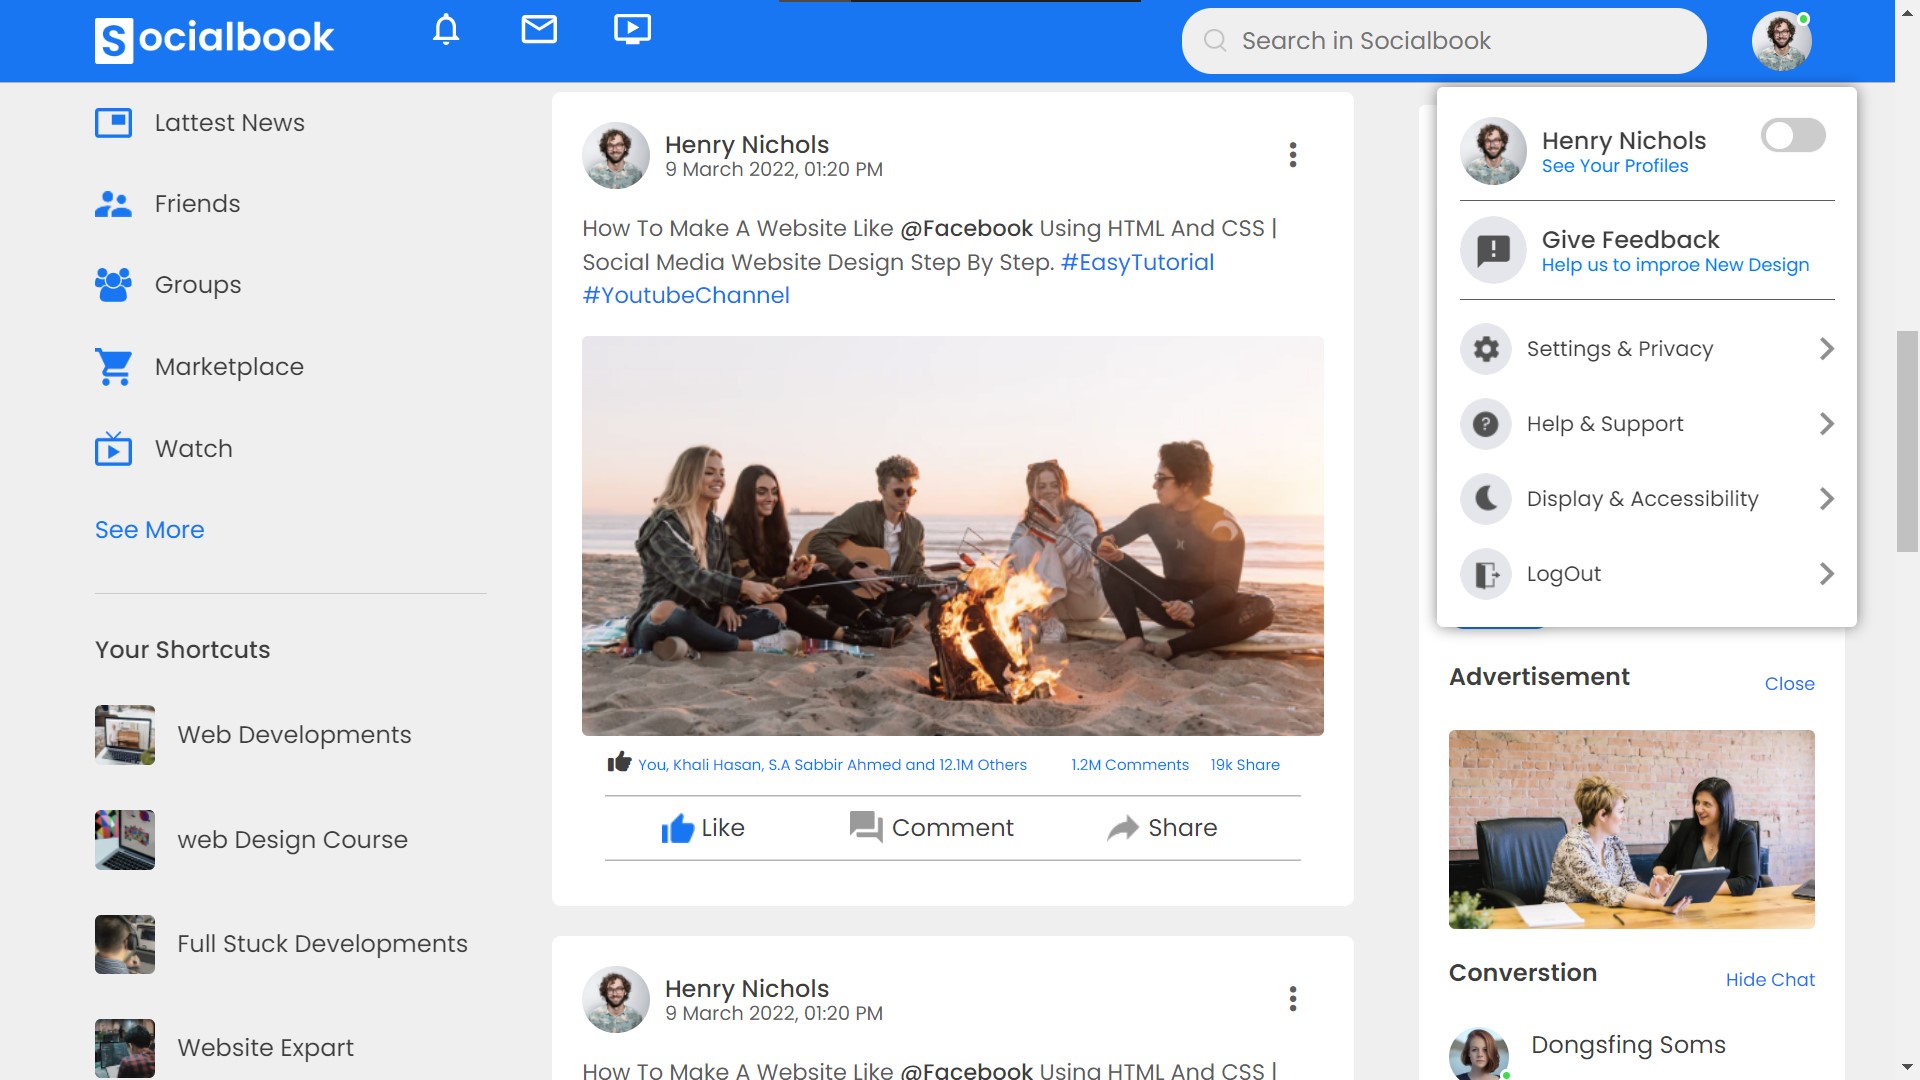 Socialbook
Search in Socialbook
Lattest News
Friends
Groups
Marketplace
Watch
See More
Your Shortcuts
Web Developments
web Design Course
Full Stuck Developments
Website Expart
Henry Nichols
9 March 2022, 01:20 PM
How To Make A Website Like @Facebook Using HTML And CSS |
Social Media Website Design Step By Step. #EasyTutorial
#YoutubeChannel
You, Khali Hasan, S.A Sabbir Ahmed and 12.1M Others 1.2M Comments 19k Share
Like Comment Share
Henry Nichols
9 March 2022, 01:20 PM
How To Make A Website Like @Facebook Using HTML And CSS |
Henry Nichols
See Your Profiles
Give Feedback
Help us to improe New Design
Settings & Privacy
Help & Support
Display & Accessibility
LogOut
Advertisement
Close
Converstion
Hide Chat
Dongsfing Soms